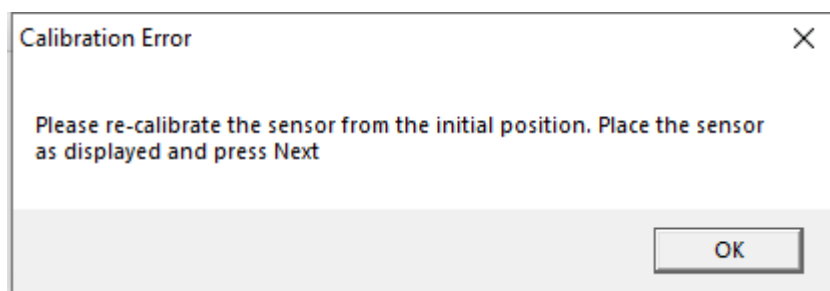 Calibration Error
Please re-calibrate the sensor from the initial position. Place the sensor
as displayed and press Next
OK